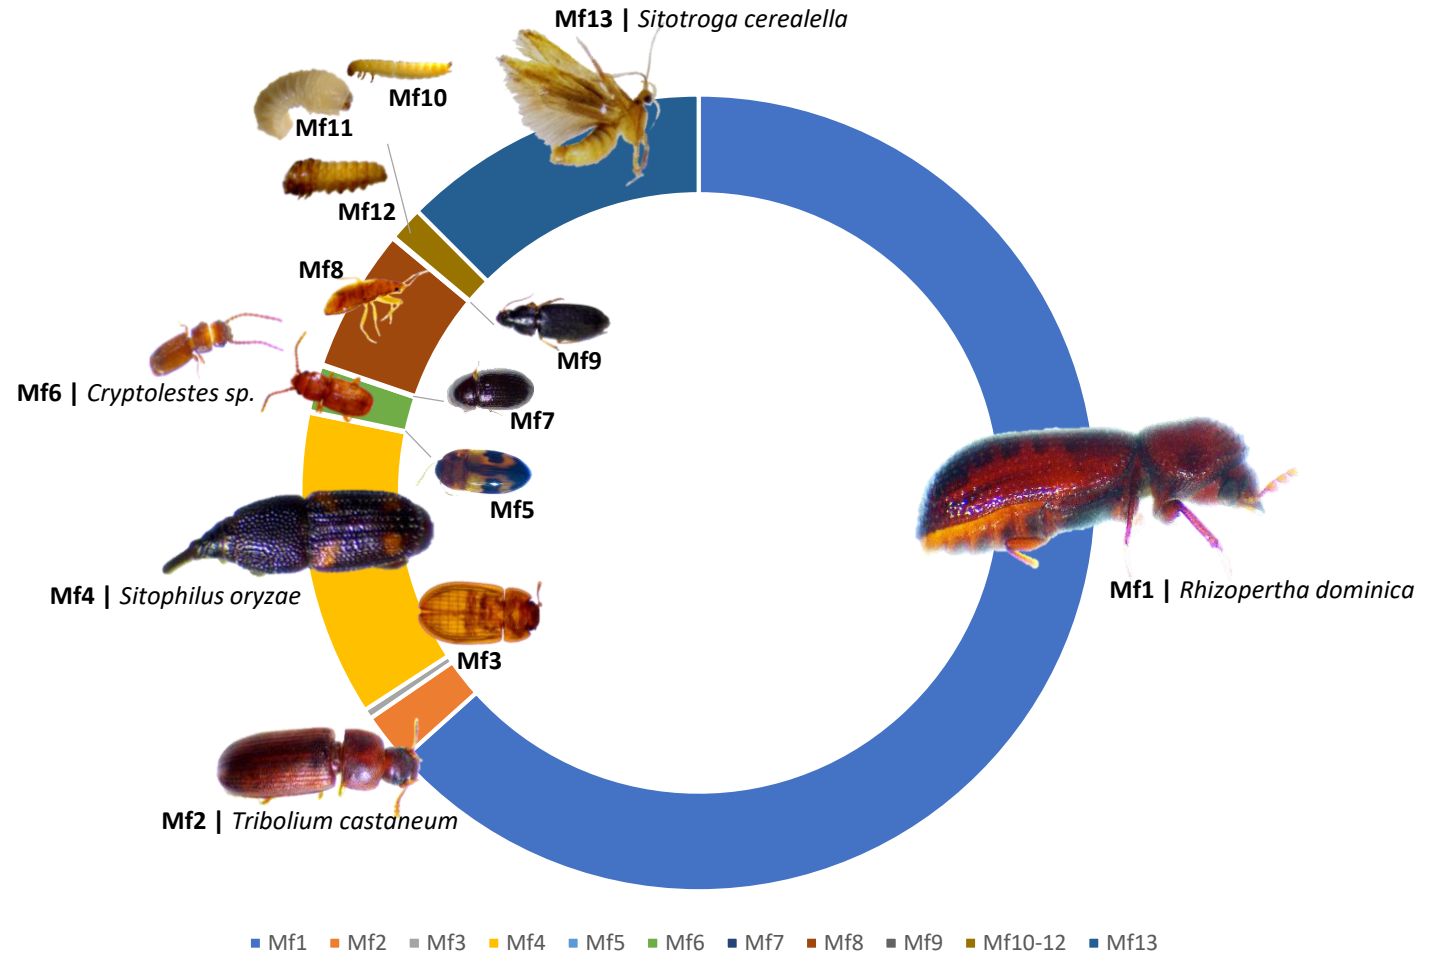 Mf13 | Sitotroga cerealella
Mf10
Mf11
Mf12
Mf8
Mf9
Mf6 | Cryptolestes sp.
Mf7
Mf5
Mf4 | Sitophilus oryzae
Mf1 | Rhizopertha dominica
Mf3
Mf2 | Tribolium castaneum
Mf1 Mf2 Mf3 Mf4 Mf5 Mf6 Mf7 Mf8 Mf9 Mf10-12 Mf13